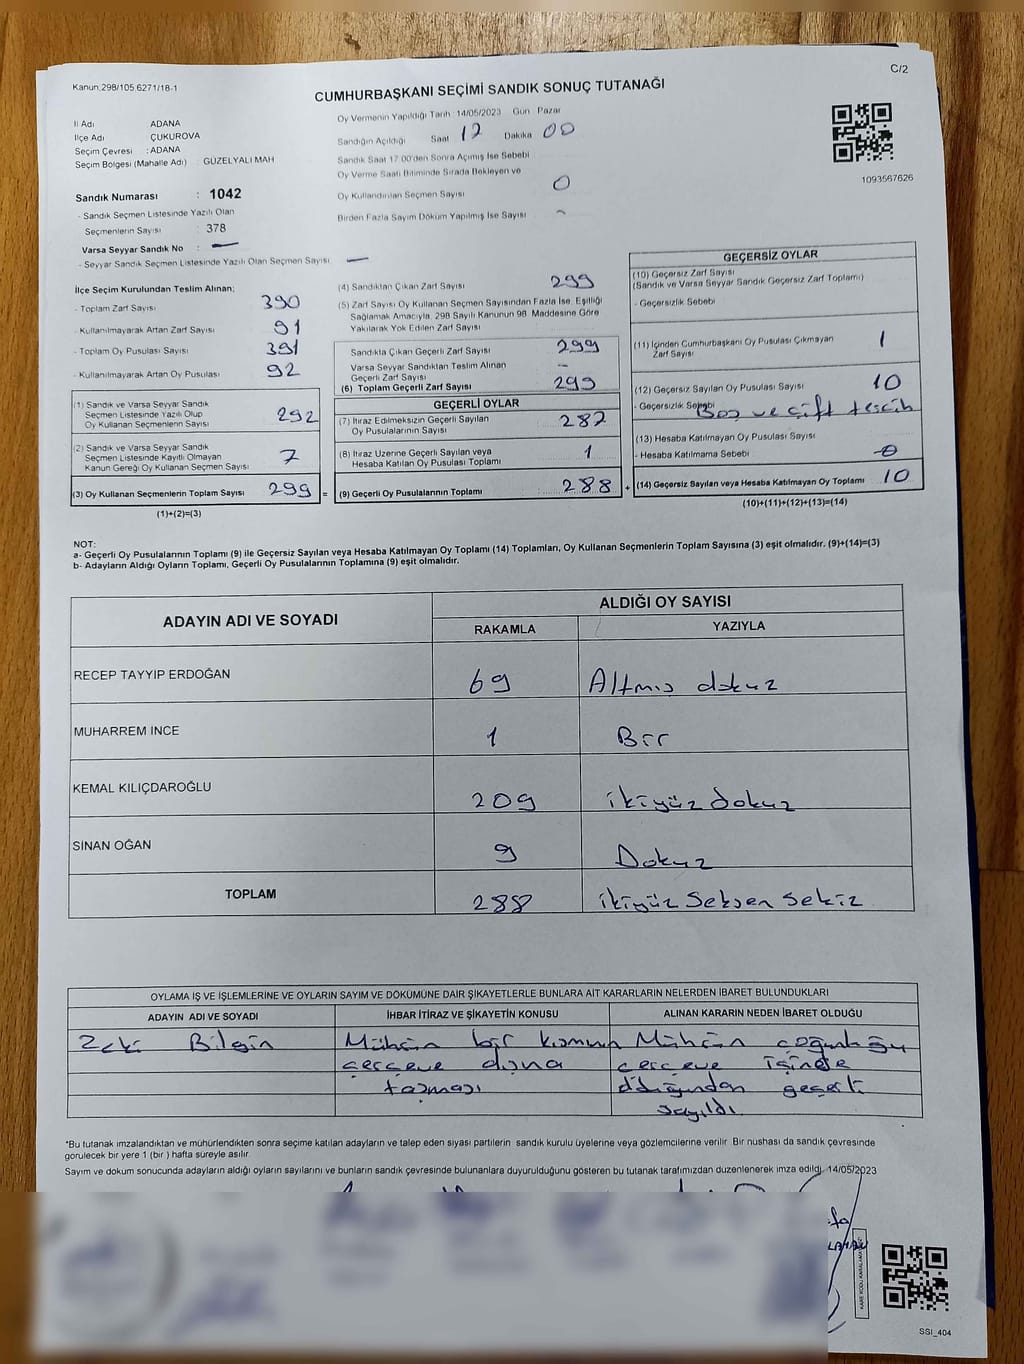 Kanun;298/105;6271/18-1
C/2
CUMHURBAŞKANI SEÇİMİ SANDIK SONUÇ TUTANAĞI
İl Adı ADANA
İlçe Adı ÇUKUROVA
Seçim Çevresi : ADANA
Seçim Bölgesi (Mahalle Adı) : GÜZELYALI MAH
Sandık Numarası : 1042
- Sandık Seçmen Listesinde Yazılı Olan
Seçmenlerin Sayısı : 378
Varsa Seyyar Sandık No : —
- Seyyar Sandık Seçmen Listesinde Yazılı Olan Seçmen Sayısı —
Oy Vermenin Yapıldığı Tarih 14/05/2023 Gün Pazar
Sandığın Açıldığı Saat 17 Dakika 00
Sandık Saat 17:00'den Sonra Açılmış İse Sebebi
Oy Verme Saati Bitiminde Sırada Bekleyen ve
Oy Kullandırılan Seçmen Sayısı 0
Birden Fazla Sayım Döküm Yapılmış İse Sayısı -
1093567626
İlçe Seçim Kurulundan Teslim Alınan;
- Toplam Zarf Sayısı 390
- Kullanılmayarak Artan Zarf Sayısı 91
- Toplam Oy Pusulası Sayısı 391
- Kullanılmayarak Artan Oy Pusulası 92
(1) Sandık ve Varsa Seyyar Sandık
Seçmen Listesinde Yazılı Olup
Oy Kullanan Seçmenlerin Sayısı 292
(2) Sandık ve Varsa Seyyar Sandık
Seçmen Listesinde Kayıtlı Olmayan
Kanun Gereği Oy Kullanan Seçmen Sayısı 7
(3) Oy Kullanan Seçmenlerin Toplam Sayısı 299 =
(1)+(2)=(3)
(4) Sandıktan Çıkan Zarf Sayısı 299
(5) Zarf Sayısı Oy Kullanan Seçmen Sayısından Fazla İse, Eşitliği
Sağlamak Amacıyla, 298 Sayılı Kanunun 98. Maddesine Göre
Yakılarak Yok Edilen Zarf Sayısı
Sandıkta Çıkan Geçerli Zarf Sayısı 299
Varsa Seyyar Sandıktan Teslim Alınan
Geçerli Zarf Sayısı -
(6) Toplam Geçerli Zarf Sayısı 299
GEÇERLİ OYLAR
(7) İtiraz Edilmeksizin Geçerli Sayılan
Oy Pusulalarının Sayısı 287
(8) İtiraz Üzerine Geçerli Sayılan veya
Hesaba Katılan Oy Pusulası Toplamı 1
(9) Geçerli Oy Pusulalarının Toplamı 288 +
GEÇERSİZ OYLAR
(10) Geçersiz Zarf Sayısı
(Sandık ve Varsa Seyyar Sandık Geçersiz Zarf Toplamı)
- Geçersizlik Sebebi
(11) İçinden Cumhurbaşkanı Oy Pusulası Çıkmayan
Zarf Sayısı 1
(12) Geçersiz Sayılan Oy Pusulası Sayısı 10
- Geçersizlik Sebebi Boş ve çift tercih
(13) Hesaba Katılmayan Oy Pusulası Sayısı
- Hesaba Katılmama Sebebi 0
(14) Geçersiz Sayılan veya Hesaba Katılmayan Oy Toplamı 10
(10)+(11)+(12)+(13)=(14)
NOT:
a- Geçerli Oy Pusulalarının Toplamı (9) ile Geçersiz Sayılan veya Hesaba Katılmayan Oy Toplamı (14) Toplamları, Oy Kullanan Seçmenlerin Toplam Sayısına (3) eşit olmalıdır. (9)+(14)=(3)
b- Adayların Aldığı Oyların Toplamı, Geçerli Oy Pusulalarının Toplamına (9) eşit olmalıdır.
ADAYIN ADI VE SOYADI
ALDIĞI OY SAYISI
RAKAMLA YAZIYLA
RECEP TAYYİP ERDOĞAN 69 Altmış dokuz
MUHARREM İNCE 1 Bir
KEMAL KILIÇDAROĞLU 209 ikiyüz dokuz
SİNAN OĞAN 9 Dokuz
TOPLAM 288 ikiyüz Seksen Sekiz
OYLAMA İŞ VE İŞLEMLERİNE VE OYLARIN SAYIM VE DÖKÜMÜNE DAİR ŞİKAYETLERLE BUNLARA AİT KARARLARIN NELERDEN İBARET BULUNDUKLARI
ADAYIN ADI VE SOYADI İHBAR İTİRAZ VE ŞİKAYETİN KONUSU ALINAN KARARIN NEDEN İBARET OLDUĞU
Zeki Bilgin Mührün bir kısmının Mührün çoğunluğu
çerçeve dışına çerçeve içinde
taşması olduğundan geçerli
sayıldı.
*Bu tutanak imzalandıktan ve mühürlendikten sonra seçime katılan adayların ve talep eden siyasi partilerin sandık kurulu üyelerine veya gözlemcilerine verilir. Bir nüshası da sandık çevresinde
görülecek bir yere 1 (bir) hafta süreyle asılır.
Sayım ve döküm sonucunda adayların aldığı oyların sayılarını ve bunların sandık çevresinde bulunanlara duyurulduğunu gösteren bu tutanak tarafımızdan düzenlenerek imza edildi. 14/05/2023
SSI_404